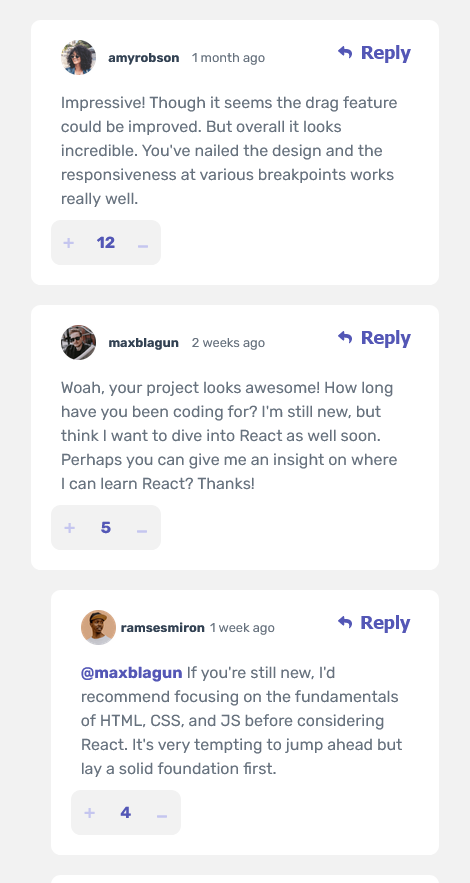 amyrobson 1 month ago Reply
Impressive! Though it seems the drag feature
could be improved. But overall it looks
incredible. You've nailed the design and the
responsiveness at various breakpoints works
really well.
+ 12 –
maxblagun 2 weeks ago Reply
Woah, your project looks awesome! How long
have you been coding for? I'm still new, but
think I want to dive into React as well soon.
Perhaps you can give me an insight on where
I can learn React? Thanks!
+ 5 –
ramsesmiron 1 week ago Reply
@maxblagun If you're still new, I'd
recommend focusing on the fundamentals
of HTML, CSS, and JS before considering
React. It's very tempting to jump ahead but
lay a solid foundation first.
+ 4 –